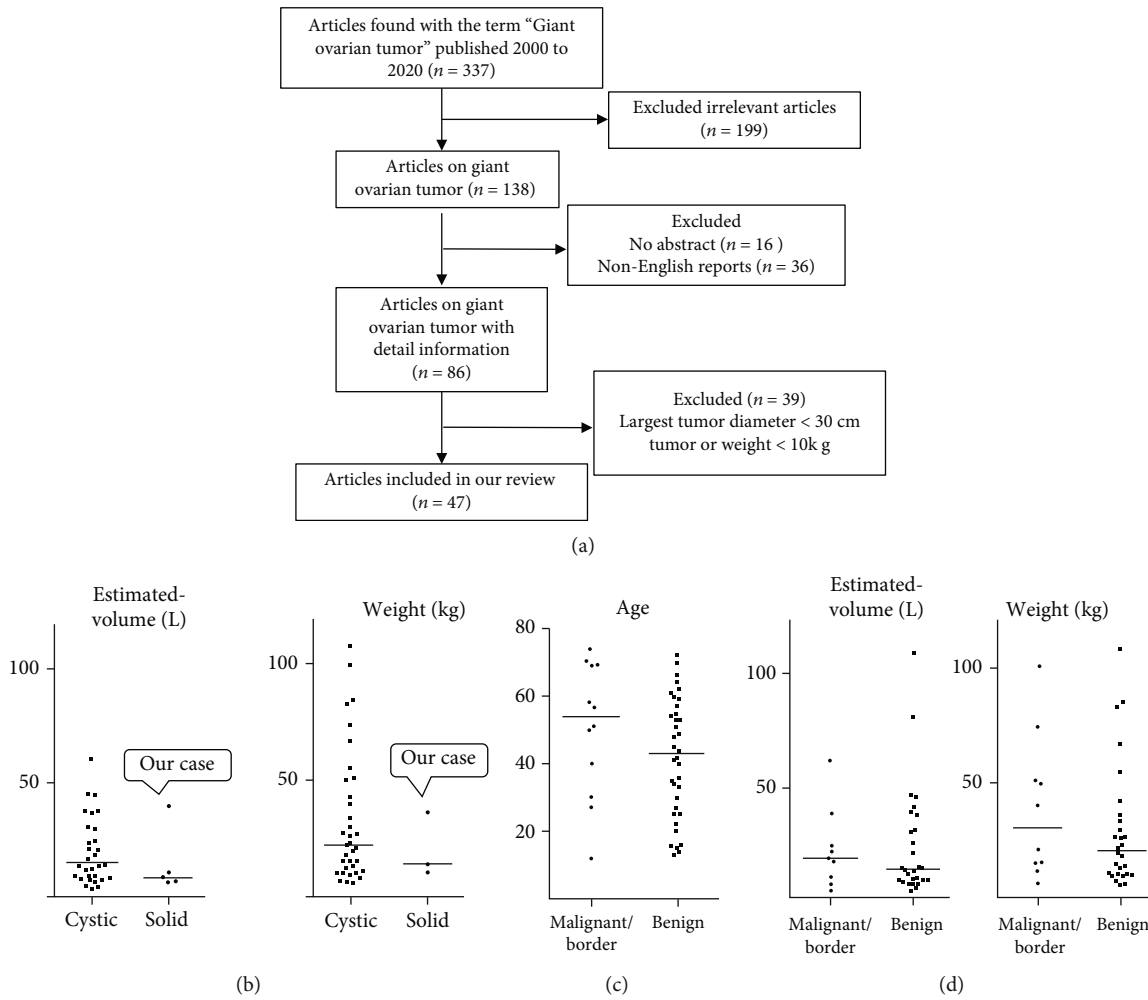 Articles found with the term “Giant
ovarian tumor” published 2000 to
2020 (n = 337)
Excluded irrelevant articles
(n = 199)
Articles on giant
ovarian tumor (n = 138)
Excluded
No abstract (n = 16 )
Non-English reports (n = 36)
Articles on giant
ovarian tumor with
detail information
(n = 86)
Excluded (n = 39)
Largest tumor diameter < 30 cm
tumor or weight < 10k g
Articles included in our review
(n = 47)
(a)
Estimated-
volume (L)
100
50
Our case
Cystic
Solid
Weight (kg)
100
50
Our case
Cystic
Solid
(b)
Age
80
60
40
20
Malignant/
border
Benign
(c)
Estimated-
volume (L)
100
50
Malignant/
border
Benign
Weight (kg)
100
50
Malignant/
border
Benign
(d)